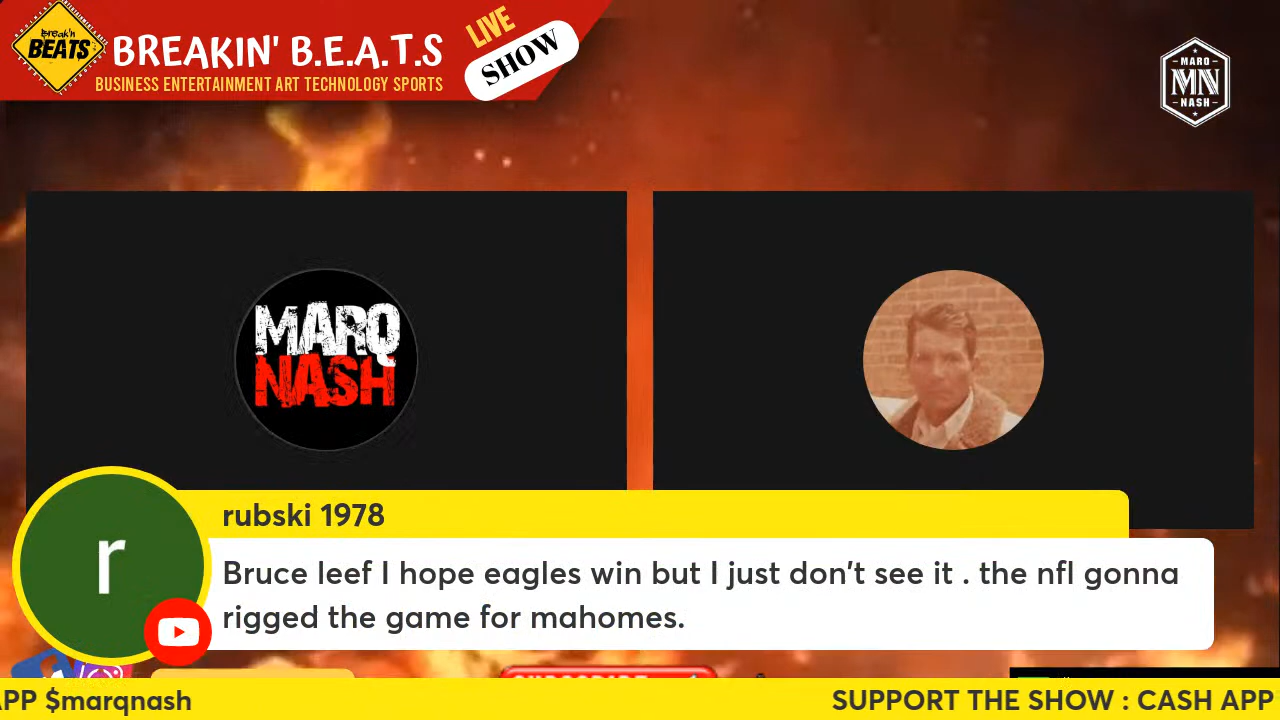 Break'n
BEATS
BREAKIN' B.E.A.T.S
BUSINESS ENTERTAINMENT ART TECHNOLOGY SPORTS
LIVE
SHOW
MARQ
MN
NASH
MARQ
NASH
r
rubski 1978
Bruce leef I hope eagles win but I just don't see it . the nfl gonna
rigged the game for mahomes.
SUBSCRIBE
APP $marqnash
SUPPORT THE SHOW : CASH APP